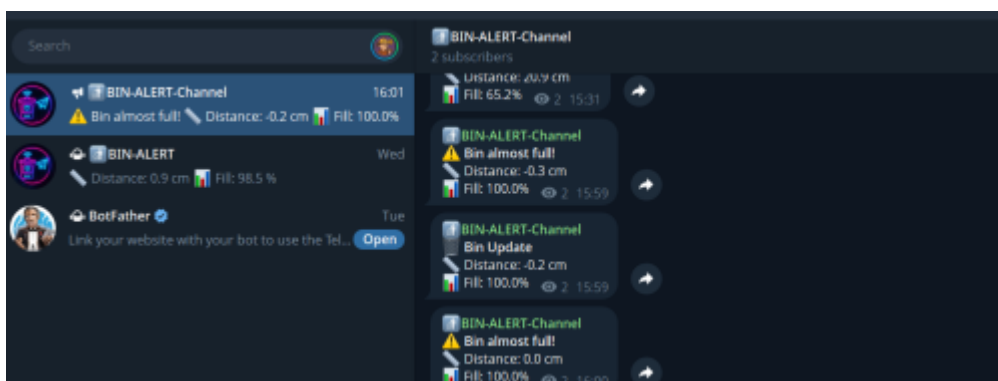 Search
BIN-ALERT-Channel 16:01
Bin almost full! Distance: -0.2 cm Fill: 100.0%
BIN-ALERT Wed
Distance: 0.9 cm Fill: 98.5 %
BotFather Tue
Link your website with your bot to use the Tel... Open
BIN-ALERT-Channel
2 subscribers
Distance: 20.9 cm
Fill: 65.2% 2 15:31
BIN-ALERT-Channel
Bin almost full!
Distance: -0.3 cm
Fill: 100.0% 2 15:59
BIN-ALERT-Channel
Bin Update
Distance: -0.2 cm
Fill: 100.0% 2 15:59
BIN-ALERT-Channel
Bin almost full!
Distance: 0.0 cm
Fill: 100.0% 2